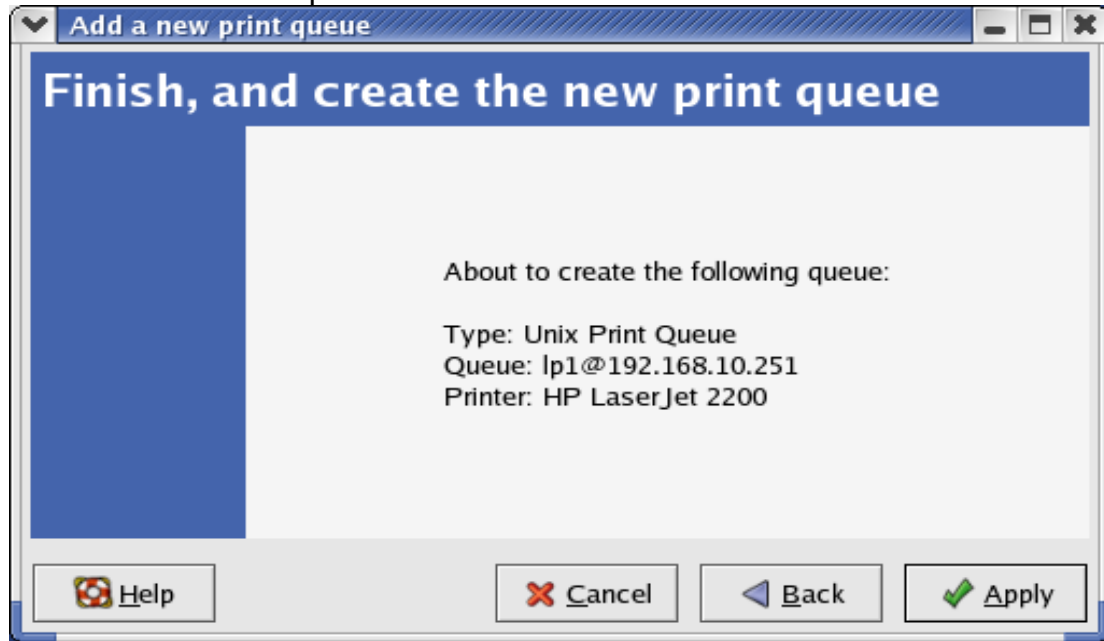 Add a new print queue
Finish, and create the new print queue
About to create the following queue:
Type: Unix Print Queue
Queue: lp1@192.168.10.251
Printer: HP LaserJet 2200
Help
Cancel
Back
Apply